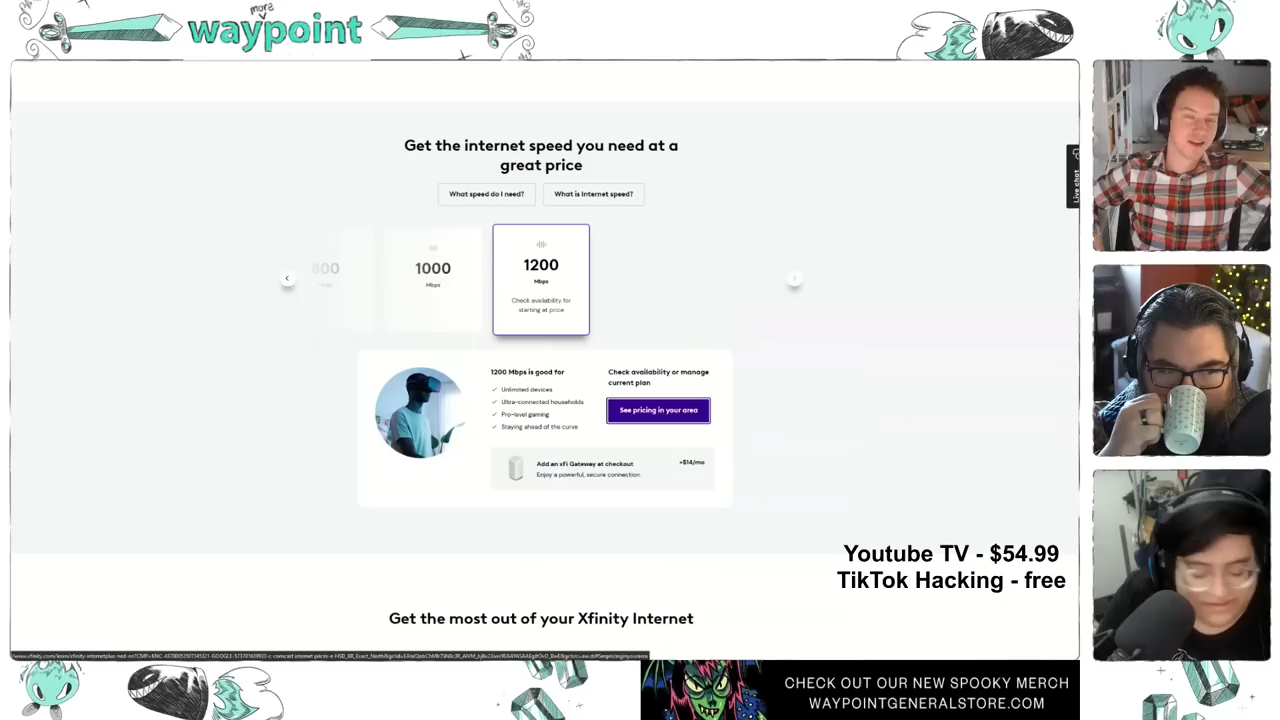 more
waypoint
Get the internet speed you need at a
great price
What speed do I need?
What is Internet speed?
800
1000
Mbps
1200
Mbps
Check availability for
starting at price
Live chat
1200 Mbps is good for
Unlimited devices
Ultra-connected households
Pro-level gaming
Staying ahead of the curve
Check availability or manage
current plan
See pricing in your area
Add an xFi Gateway at checkout
+$14/mo
Enjoy a powerful, secure connection.
Youtube TV - $54.99
TikTok Hacking - free
Get the most out of your Xfinity Internet
CHECK OUT OUR NEW SPOOKY MERCH
WAYPOINTGENERALSTORE.COM